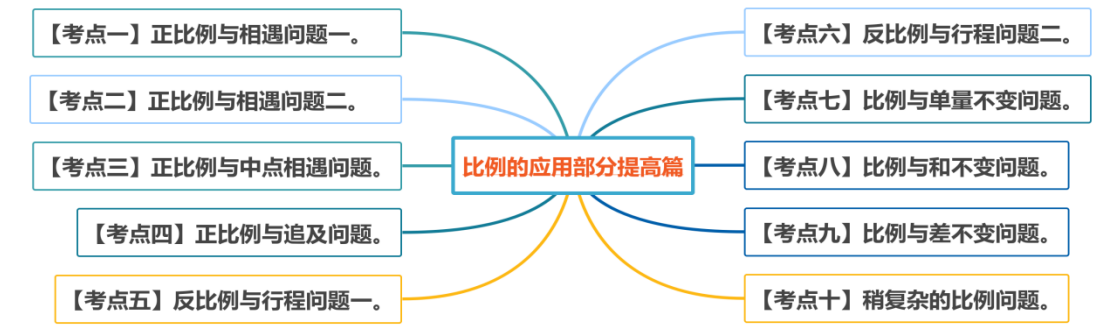 【考点一】正比例与相遇问题一。
【考点二】正比例与相遇问题二。
【考点三】正比例与中点相遇问题。
【考点四】正比例与追及问题。
【考点五】反比例与行程问题一。
比例的应用部分提高篇
【考点六】反比例与行程问题二。
【考点七】比例与单量不变问题。
【考点八】比例与和不变问题。
【考点九】比例与差不变问题。
【考点十】稍复杂的比例问题。